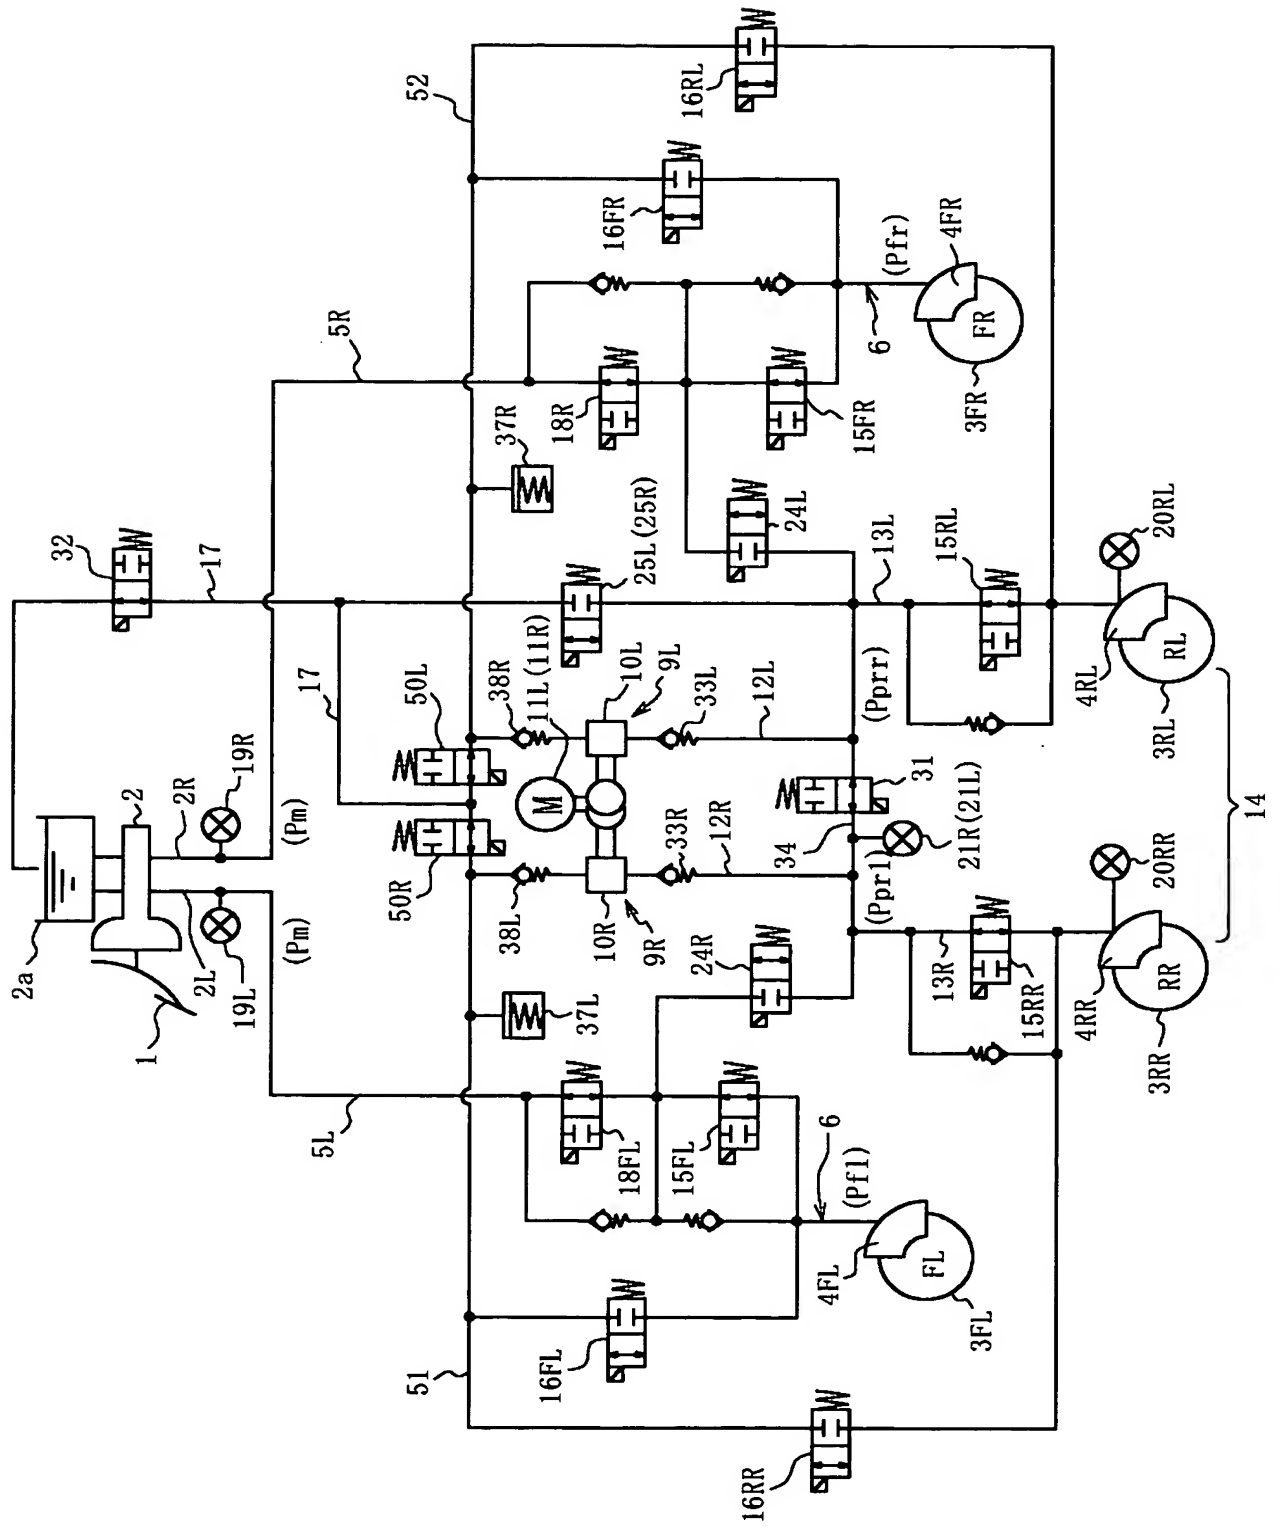 52
16RL
16FR
(Pfr)
4FR
6
FR
3FR
5R
18R
15FR
37R
32
17
25L(25R)
24L
13L
15RL
20RL
4RL
RL
3RL
17
50L
38R
11L(11R)
10L
9L
33L
12L
(Pprr)
31
14
M
19R
2
2R
(Pm)
2a
50R
38L
10R
9R
33R
12R
34
21R(21L)
(Pprl)
20RR
19L
2L
(Pm)
1
37L
24R
13R
15RR
4RR
RR
3RR
5L
18FL
15FL
6
(Pfl)
4FL
FL
3FL
51
16FL
16RR